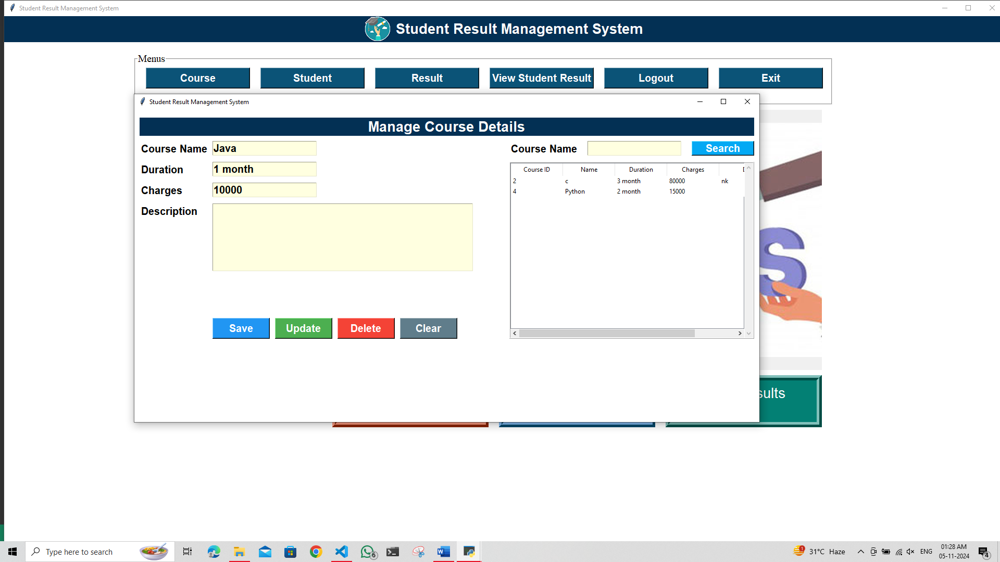 Student Result Management System
Student Result Management System
Menus
Course Student Result View Student Result Logout Exit
Student Result Management System
Manage Course Details
Course Name Java Course Name Search
Duration 1 month
Charges 10000
Description
Course ID Name Duration Charges
2 c 3 month 80000 nk
4 Python 2 month 15000
S
Save Update Delete Clear
sults
Type here to search 6 1 31°C Haze ENG 01:28 AM
05-11-2024 4